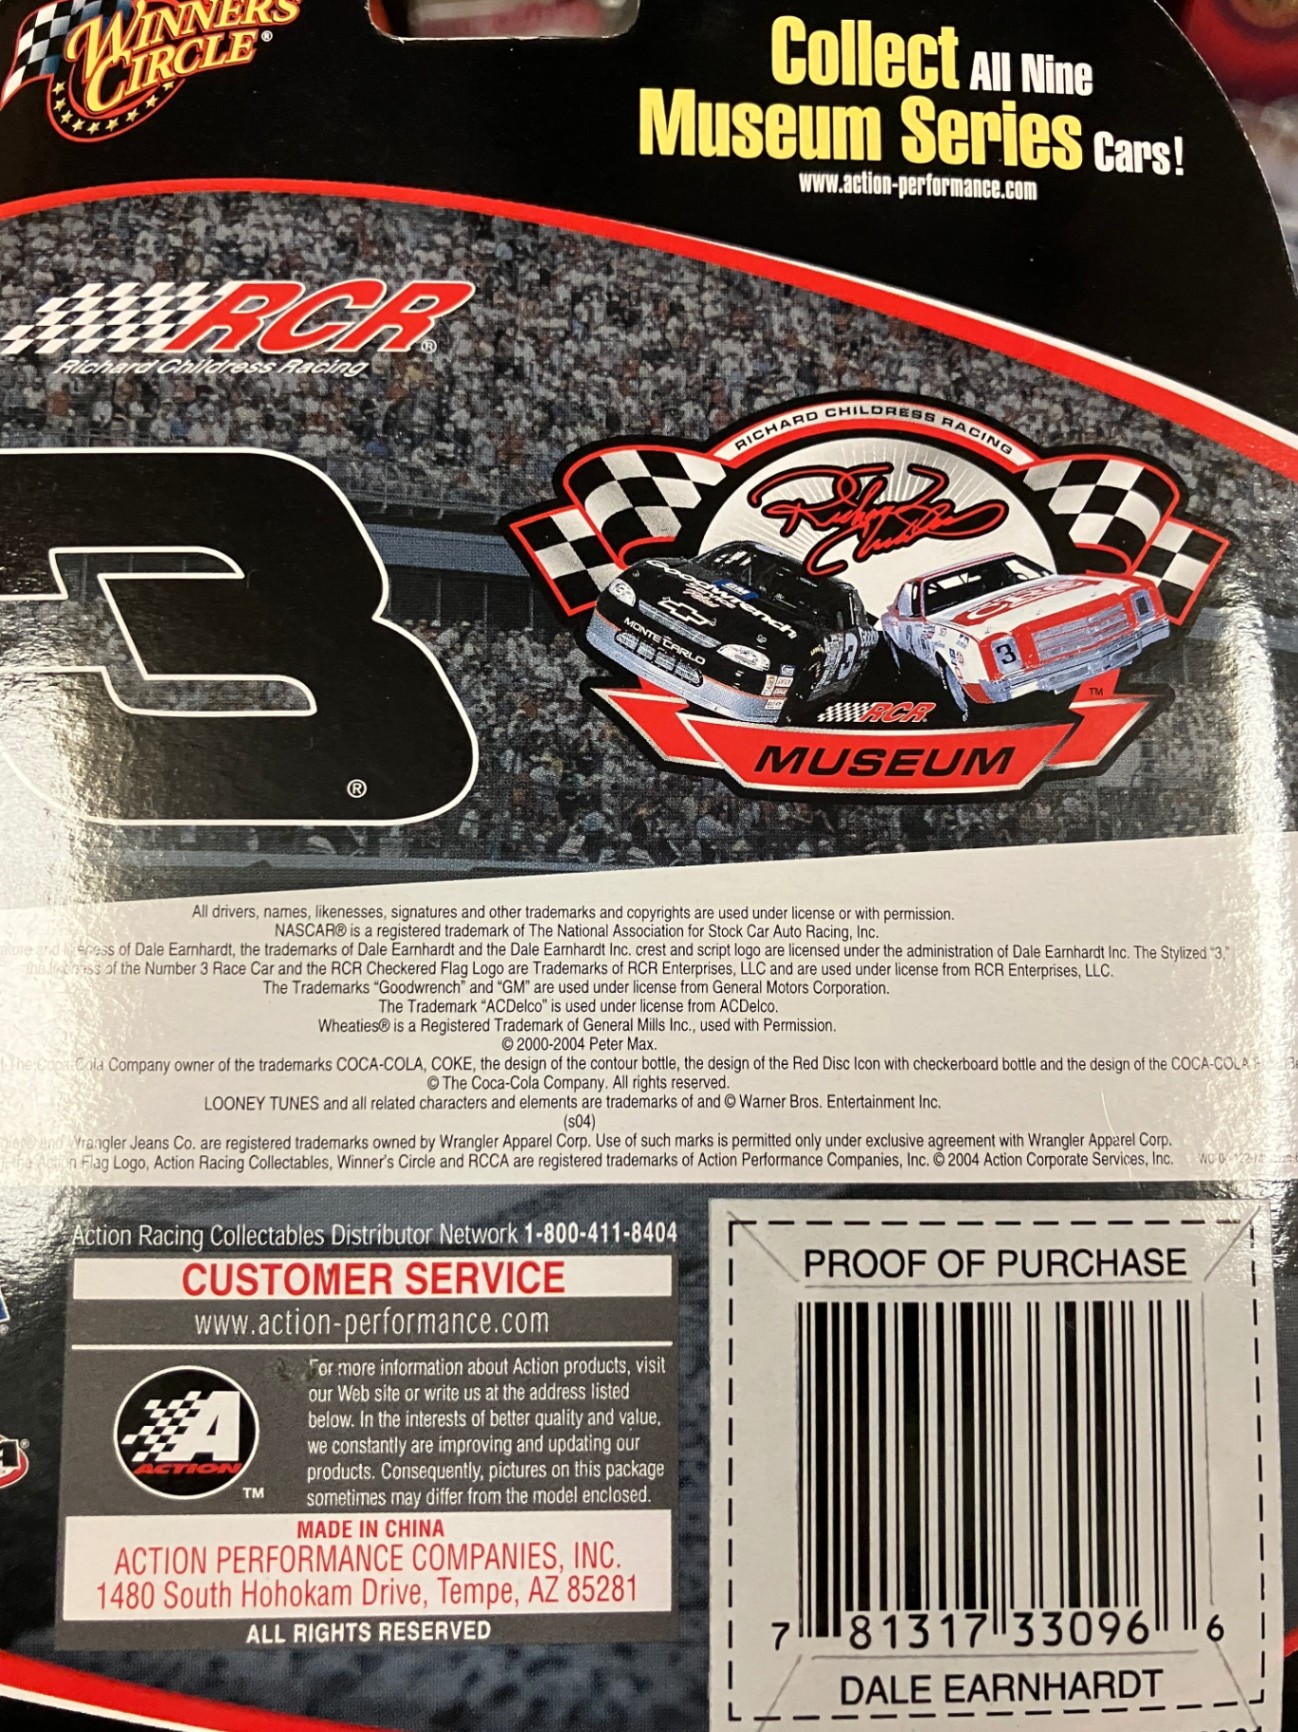 WINNERS
CIRCLE®
Collect All Nine
Museum Series Cars!
www.action-performance.com
RCR®
Richard Childress Racing
RICHARD CHILDRESS RACING
Goodwrench
MONTE CARLO
3
3
RCR
TM
MUSEUM
3
®
All drivers, names, likenesses, signatures and other trademarks and copyrights are used under license or with permission.
NASCAR® is a registered trademark of The National Association for Stock Car Auto Racing, Inc.
of Dale Earnhardt, the trademarks of Dale Earnhardt and the Dale Earnhardt Inc. crest and script logo are licensed under the administration of Dale Earnhardt Inc. The Stylized "3,"
of the Number 3 Race Car and the RCR Checkered Flag Logo are Trademarks of RCR Enterprises, LLC and are used under license from RCR Enterprises, LLC.
The Trademarks "Goodwrench" and "GM" are used under license from General Motors Corporation.
The Trademark "ACDelco" is used under license from ACDelco.
Wheaties® is a Registered Trademark of General Mills Inc., used with Permission.
© 2000-2004 Peter Max.
The Coca-Cola Company owner of the trademarks COCA-COLA, COKE, the design of the contour bottle, the design of the Red Disc Icon with checkerboard bottle and the design of the COCA-COLA
© The Coca-Cola Company. All rights reserved.
LOONEY TUNES and all related characters and elements are trademarks of and © Warner Bros. Entertainment Inc.
(s04)
and Wrangler Jeans Co. are registered trademarks owned by Wrangler Apparel Corp. Use of such marks is permitted only under exclusive agreement with Wrangler Apparel Corp.
Flag Logo, Action Racing Collectables, Winner's Circle and RCCA are registered trademarks of Action Performance Companies, Inc. © 2004 Action Corporate Services, Inc.
Action Racing Collectables Distributor Network 1-800-411-8404
CUSTOMER SERVICE
www.action-performance.com
For more information about Action products, visit
our Web site or write us at the address listed
below. In the interests of better quality and value,
we constantly are improving and updating our
products. Consequently, pictures on this package
sometimes may differ from the model enclosed.
A
ACTION
TM
MADE IN CHINA
ACTION PERFORMANCE COMPANIES, INC.
1480 South Hohokam Drive, Tempe, AZ 85281
ALL RIGHTS RESERVED
PROOF OF PURCHASE
7 81317 33096 6
DALE EARNHARDT